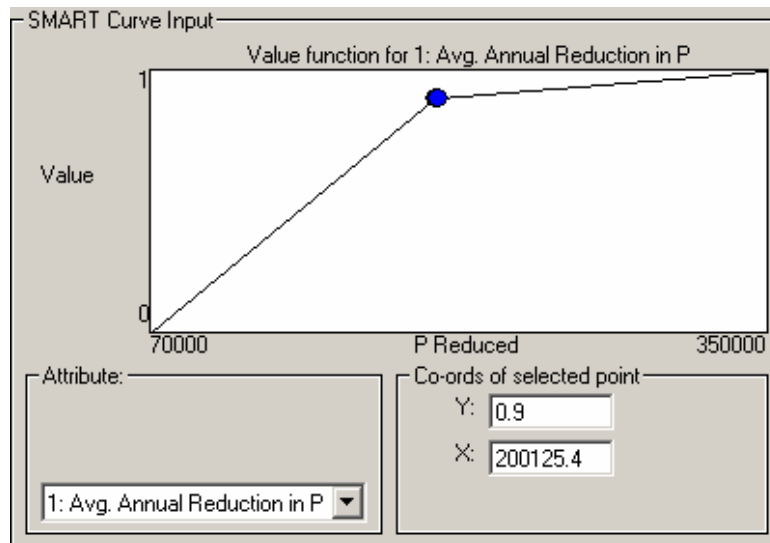 SMART Curve Input
Value function for 1: Avg. Annual Reduction in P
1
Value
0
70000 P Reduced 350000
Attribute: Co-ords of selected point
Y: 0.9
X: 200125.4
1: Avg. Annual Reduction in P